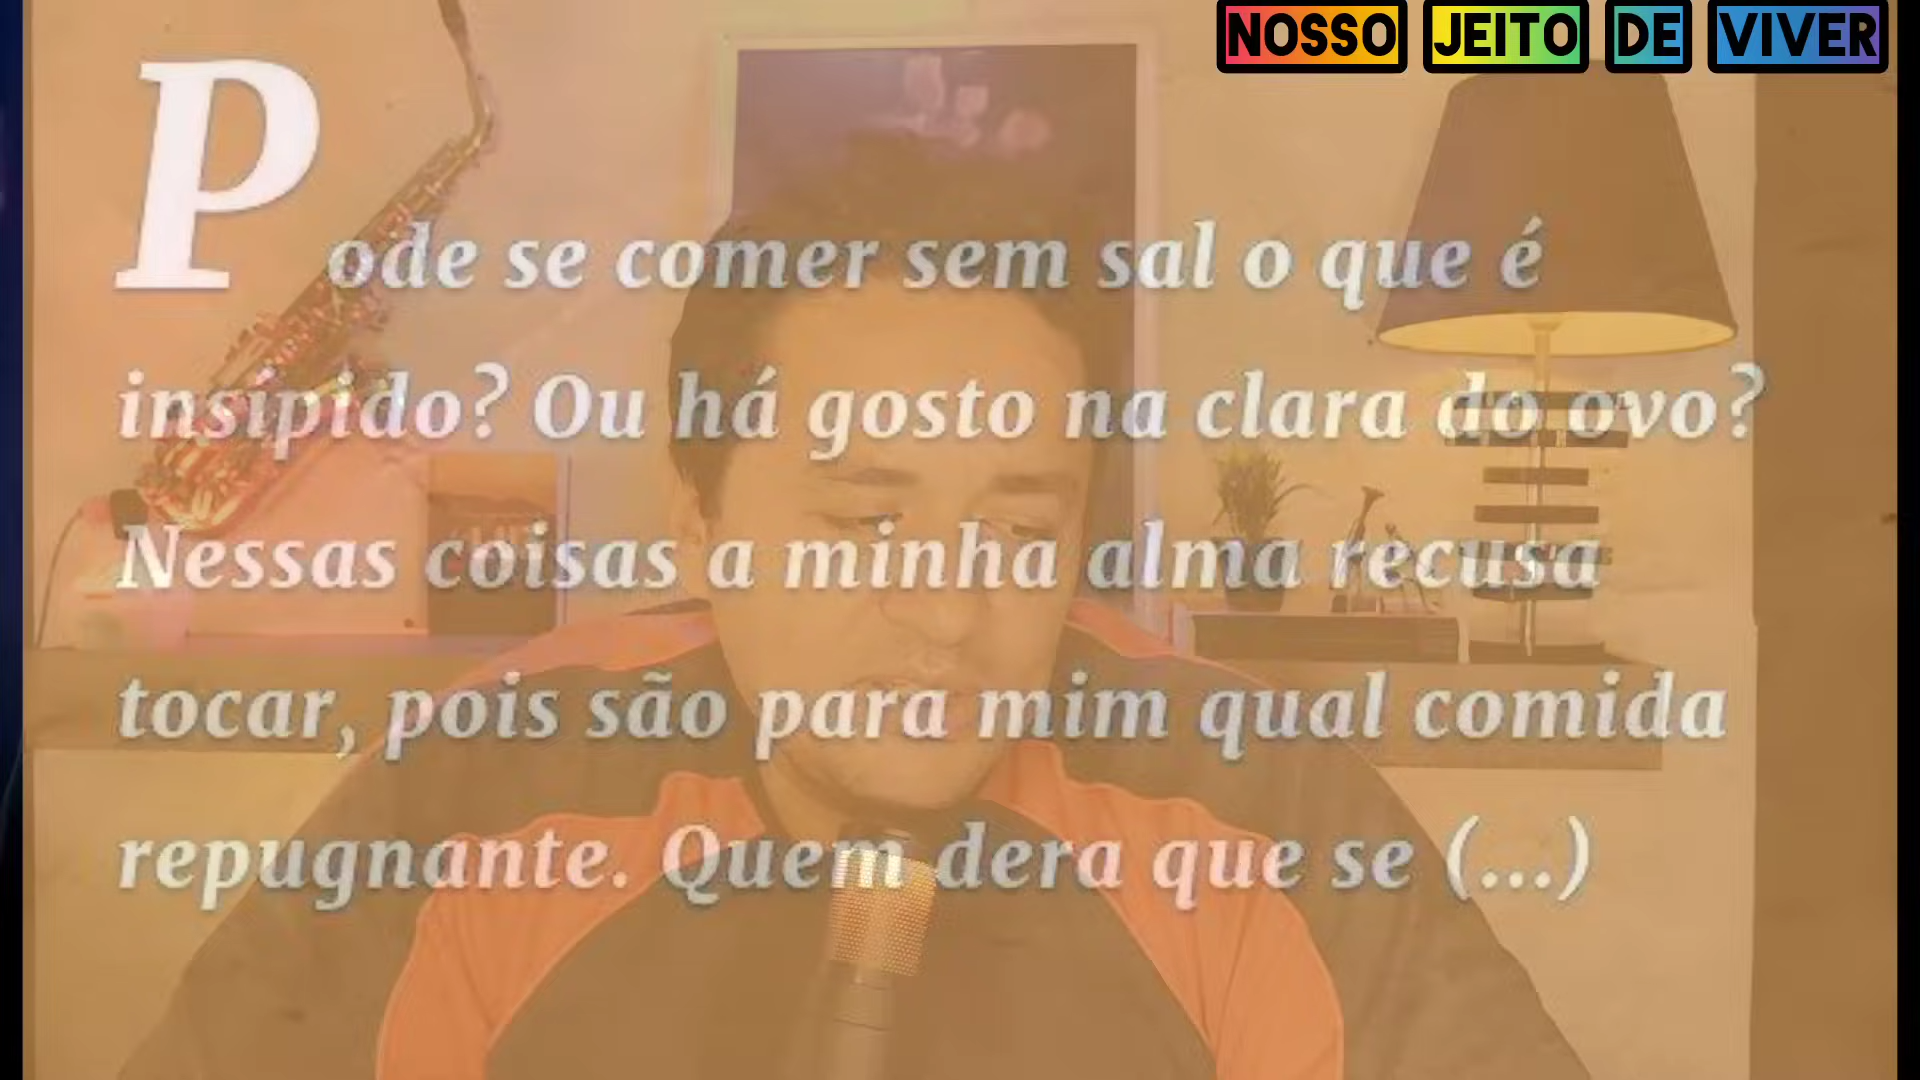 NOSSO JEITO DE VIVER
Pode se comer sem sal o que é
insipido? Ou há gosto na clara do ovo?
Nessas coisas a minha alma recusa
tocar, pois são para mim qual comida
repugnante. Quem dera que se (...)